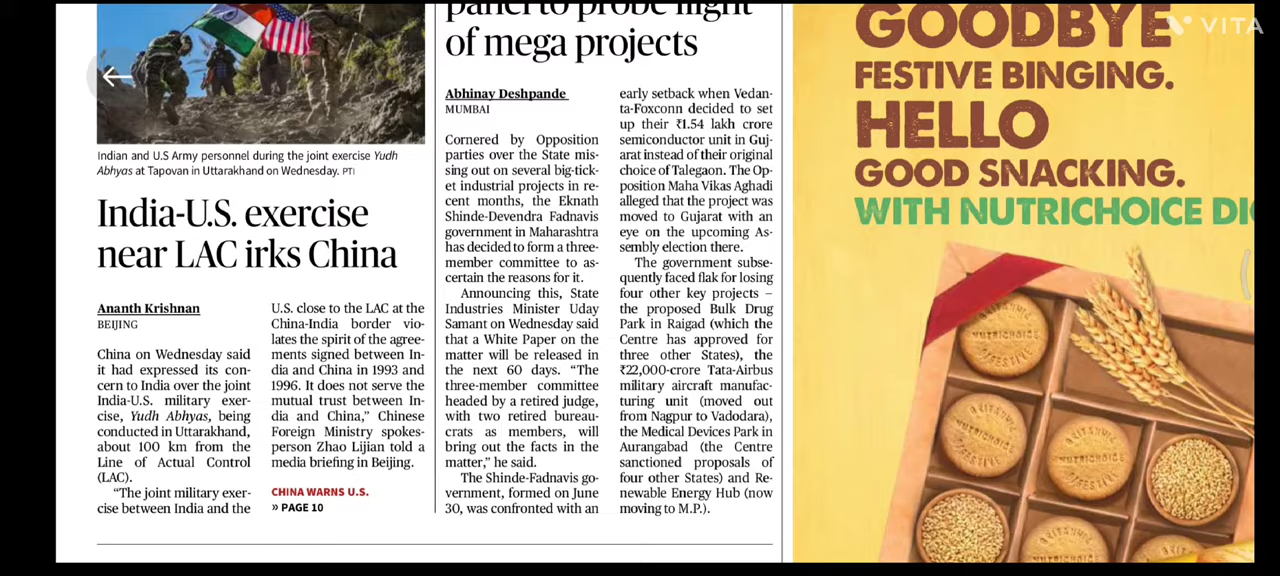 Indian and U.S Army personnel during the joint exercise Yudh
Abhyas at Tapovan in Uttarakhand on Wednesday. PTI
India-U.S. exercise
near LAC irks China
Ananth Krishnan
BEIJING
China on Wednesday said
it had expressed its con-
cern to India over the joint
India-U.S. military exer-
cise, Yudh Abhyas, being
conducted in Uttarakhand,
about 100 km from the
Line of Actual Control
(LAC).
“The joint military exer-
cise between India and the
U.S. close to the LAC at the
China-India border vio-
lates the spirit of the agree-
ments signed between In-
dia and China in 1993 and
1996. It does not serve the
mutual trust between In-
dia and China,” Chinese
Foreign Ministry spokes-
person Zhao Lijian told a
media briefing in Beijing.
CHINA WARNS U.S.
» PAGE 10
panel to probe flight
of mega projects
Abhinay Deshpande
MUMBAI
Cornered by Opposition
parties over the State mis-
sing out on several big-tick-
et industrial projects in re-
cent months, the Eknath
Shinde-Devendra Fadnavis
government in Maharashtra
has decided to form a three-
member committee to as-
certain the reasons for it.
Announcing this, State
Industries Minister Uday
Samant on Wednesday said
that a White Paper on the
matter will be released in
the next 60 days. “The
three-member committee
headed by a retired judge,
with two retired bureau-
crats as members, will
bring out the facts in the
matter,” he said.
The Shinde-Fadnavis go-
vernment, formed on June
30, was confronted with an
early setback when Vedan-
ta-Foxconn decided to set
up their ₹1.54 lakh crore
semiconductor unit in Guj-
arat instead of their original
choice of Talegaon. The Op-
position Maha Vikas Aghadi
alleged that the project was
moved to Gujarat with an
eye on the upcoming As-
sembly election there.
The government subse-
quently faced flak for losing
four other key projects –
the proposed Bulk Drug
Park in Raigad (which the
Centre has approved for
three other States), the
₹22,000-crore Tata-Airbus
military aircraft manufac-
turing unit (moved out
from Nagpur to Vadodara),
the Medical Devices Park in
Aurangabad (the Centre
sanctioned proposals of
four other States) and Re-
newable Energy Hub (now
moving to M.P.).
GOODBYE
FESTIVE BINGING.
HELLO
GOOD SNACKING.
WITH NUTRICHOICE DI
VITA
NUTRICHOICE
DIGESTIVE
BRITANNIA
NUTRICHOICE
DIGESTIVE
BRITANNIA
NUTRICHOICE
DIGESTIVE
BRITANNIA
NUTRICHOICE
BRITANNIA